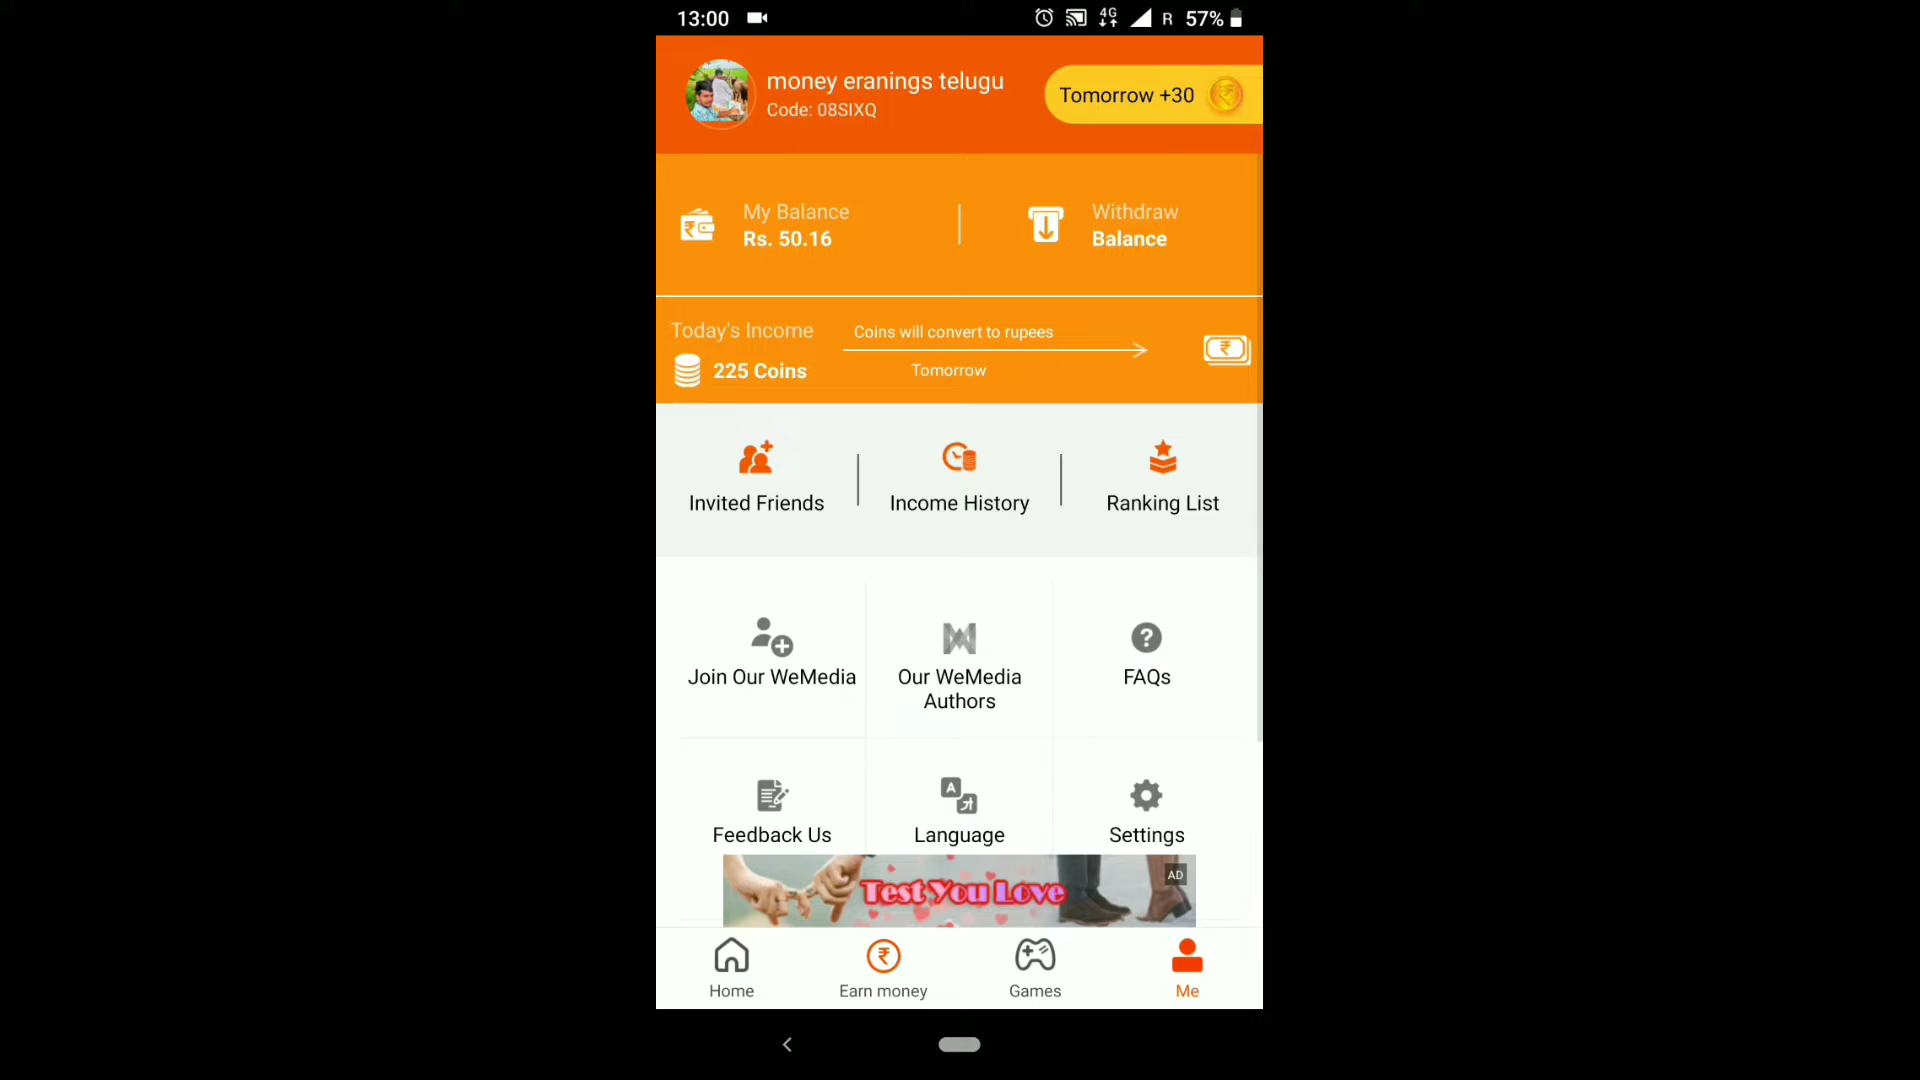 13:00
4G
R
57%
money eranings telugu
Code: 08SIXQ
Tomorrow +30
My Balance
Rs. 50.16
Withdraw
Balance
Today's Income
225 Coins
Coins will convert to rupees
Tomorrow
Invited Friends
Income History
Ranking List
Join Our WeMedia
Our WeMedia
Authors
FAQs
Feedback Us
Language
Settings
Test You Love
AD
Home
Earn money
Games
Me